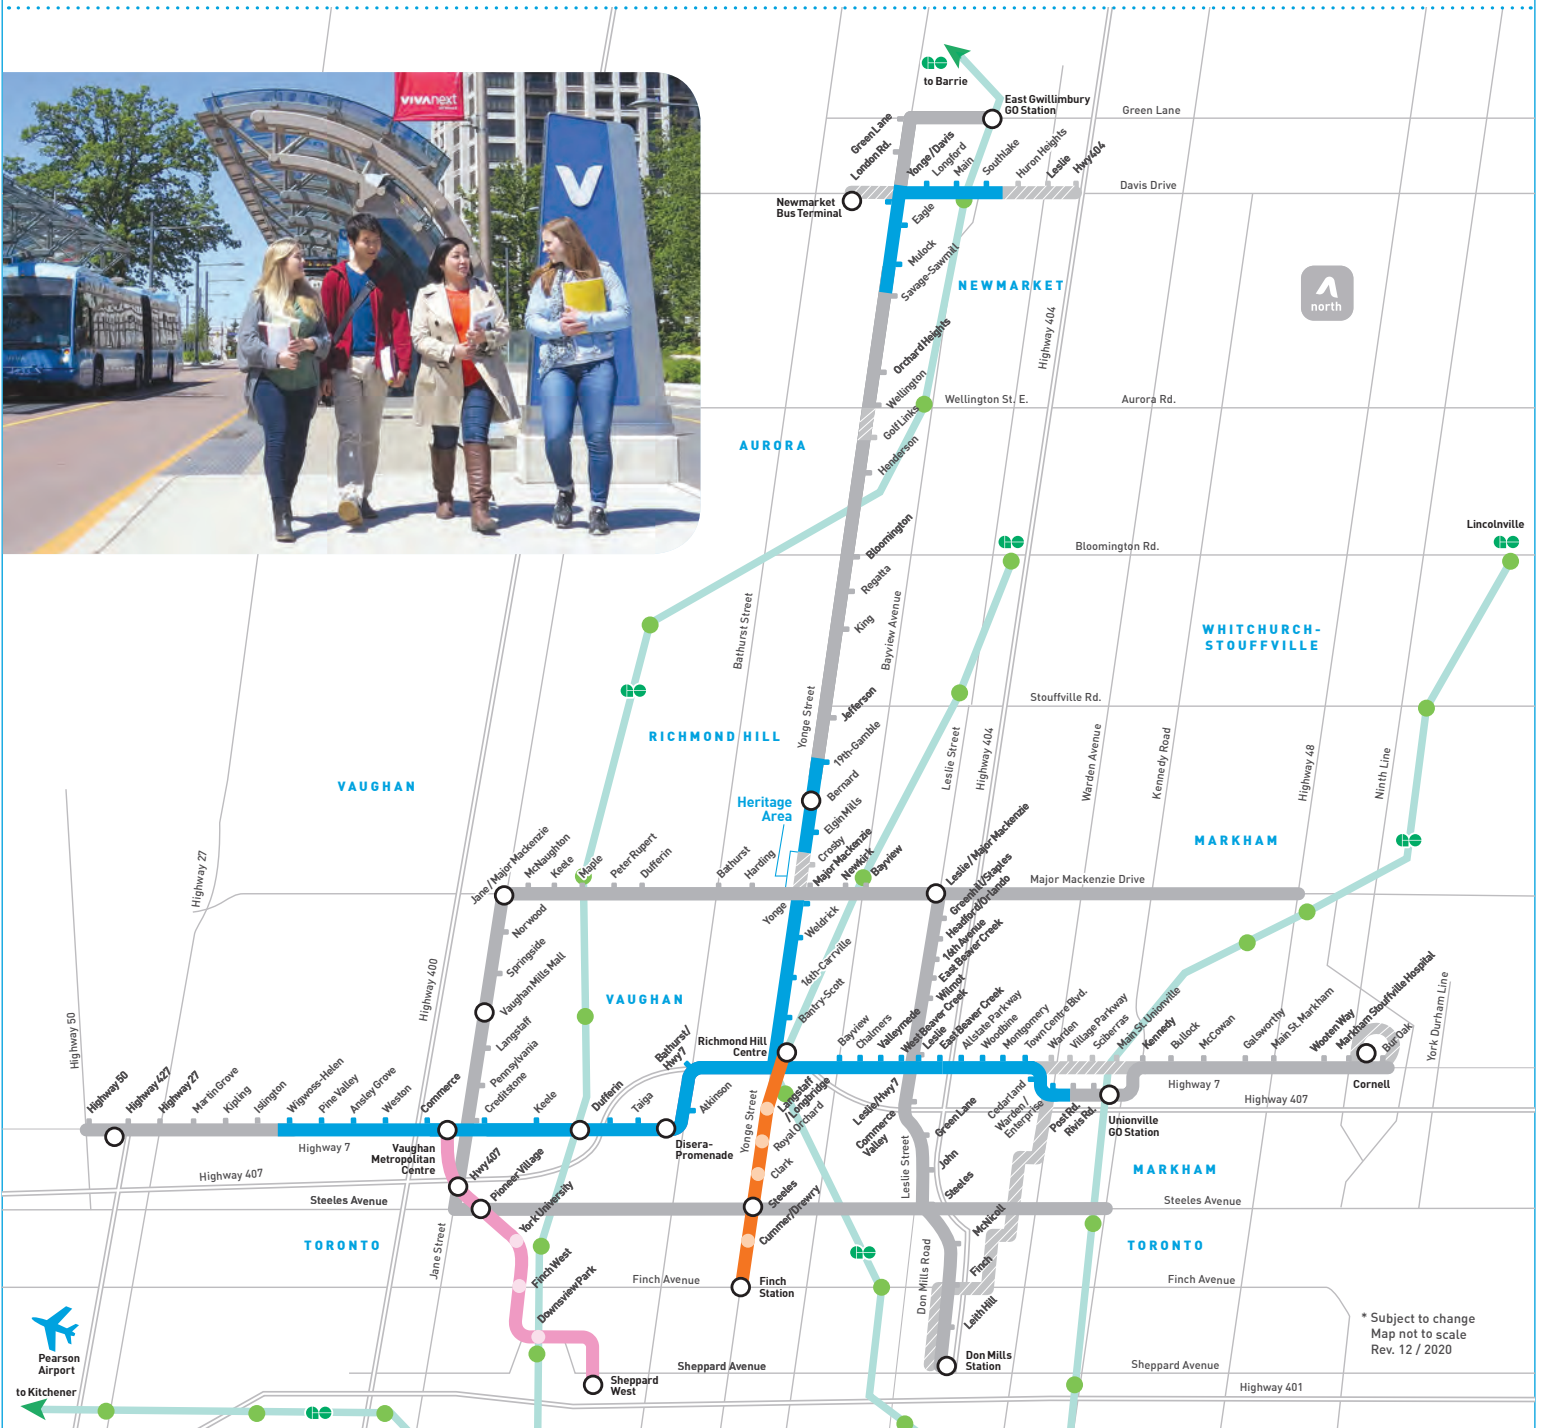 vivanext
to Barrie
East Gwillimbury
GO Station
Green Lane
Green Lane
London Rd.
Yonge/Davis
Longford
Main
Southlake
Huron Heights
Leslie
Hwy 404
Davis Drive
Newmarket
Bus Terminal
Eagle
Mulock
Savage-Sawmill
NEWMARKET
north
Highway 404
Orchard Heights
Wellington
Wellington St. E.
Aurora Rd.
Golf Links
Henderson
AURORA
Bloomington
Bloomington Rd.
Lincolnville
Regatta
King
Bathurst Street
Bayview Avenue
WHITCHURCH-
STOUFFVILLE
Jefferson
Stouffville Rd.
Yonge Street
RICHMOND HILL
19th-Gamble
Leslie Street
Highway 404
Warden Avenue
Kennedy Road
Highway 48
Ninth Line
VAUGHAN
Bernard
Heritage
Area
Elgin Mills
Crosby
Major Mackenzie
Newkirk
Bayview
MARKHAM
Highway 27
Jane / Major Mackenzie
McNaughton
Keele
Maple
Peter Rupert
Dufferin
Bathurst
Harding
Leslie / Major Mackenzie
Greenhill/Staples
Headford/Orlando
16th Avenue
East Beaver Creek
Wilmot
West Beaver Creek
Leslie
Major Mackenzie Drive
Norwood
Springside
Vaughan Mills Mall
Langstaff
Pennsylvania
Creditstone
Yonge
Weldrick
16th-Carrville
Bantry-Scott
Highway 400
VAUGHAN
Highway 50
Richmond Hill
Centre
Bathurst/
Hwy 7
Bayview
Chalmers
Valleymede
East Beaver Creek
Allstate Parkway
Woodbine
Montgomery
Town Centre Blvd.
Warden
Village Parkway
Sciberras
Main St. Unionville
Kennedy
Bullock
McCowan
Galsworthy
Main St. Markham
Wooten Way
Markham Stouffville Hospital
Bur Oak
York Durham Line
Cornell
Highway 7
Highway 407
Highway 50
Highway 427
Highway 27
Martin Grove
Kipling
Islington
Wigwoss-Helen
Pine Valley
Ansley Grove
Weston
Commerce
Keele
Dufferin
Taiga
Atkinson
Disera-
Promenade
Highway 7
Vaughan
Metropolitan
Centre
Highway 407
Hwy 407
Pioneer Village
York University
Finch West
Downsview Park
Langstaff
/Longbridge
Royal Orchard
Clark
Steeles
Cummer/Drewry
Yonge Street
Leslie/Hwy 7
Commerce
Valley
Green Lane
John
Steeles
Leslie Street
Cedarland
Warden/
Enterprise
Post Rd.
Rivis Rd.
Unionville
GO Station
MARKHAM
Steeles Avenue
Steeles Avenue
TORONTO
TORONTO
Jane Street
McNicoll
Finch
Leith Hill
Don Mills Road
Finch Avenue
Finch
Station
Finch Avenue
* Subject to change
Map not to scale
Rev. 12 / 2020
Pearson
Airport
to Kitchener
Sheppard
West
Sheppard Avenue
Don Mills
Station
Sheppard Avenue
Highway 401